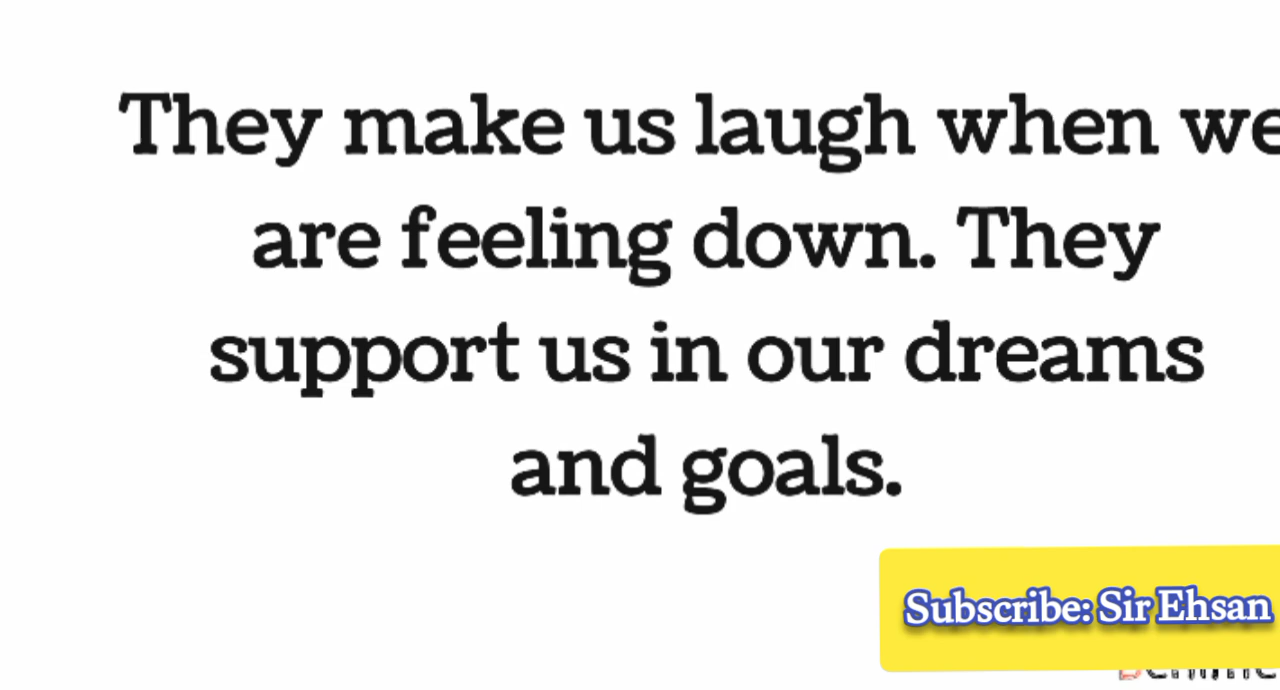 They make us laugh when we
are feeling down. They
support us in our dreams
and goals.
Subscribe: Sir Ehsan